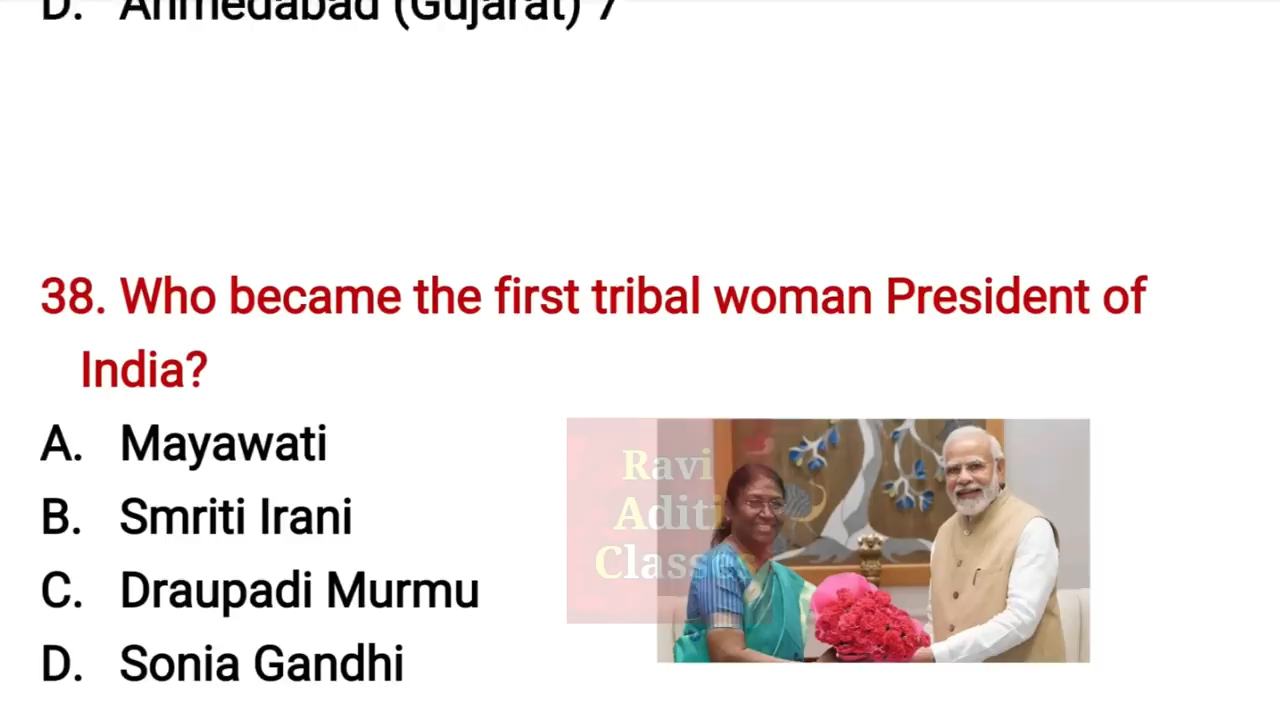 D. Ahmedabad (Gujarat) 7
38. Who became the first tribal woman President of
India?
A. Mayawati
B. Smriti Irani
C. Draupadi Murmu
D. Sonia Gandhi
Ravi
Aditi
Classes